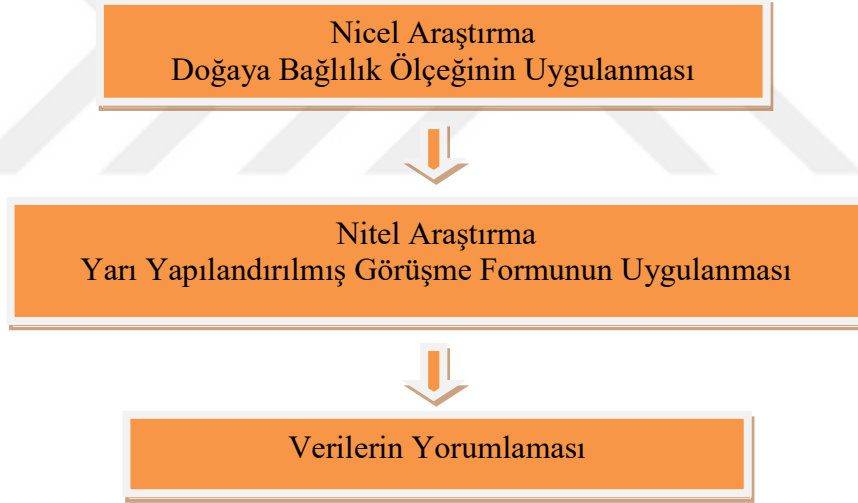 Nicel Araştırma
Doğaya Bağlılık Ölçeğinin Uygulanması
Nitel Araştırma
Yarı Yapılandırılmış Görüşme Formunun Uygulanması
Verilerin Yorumlaması